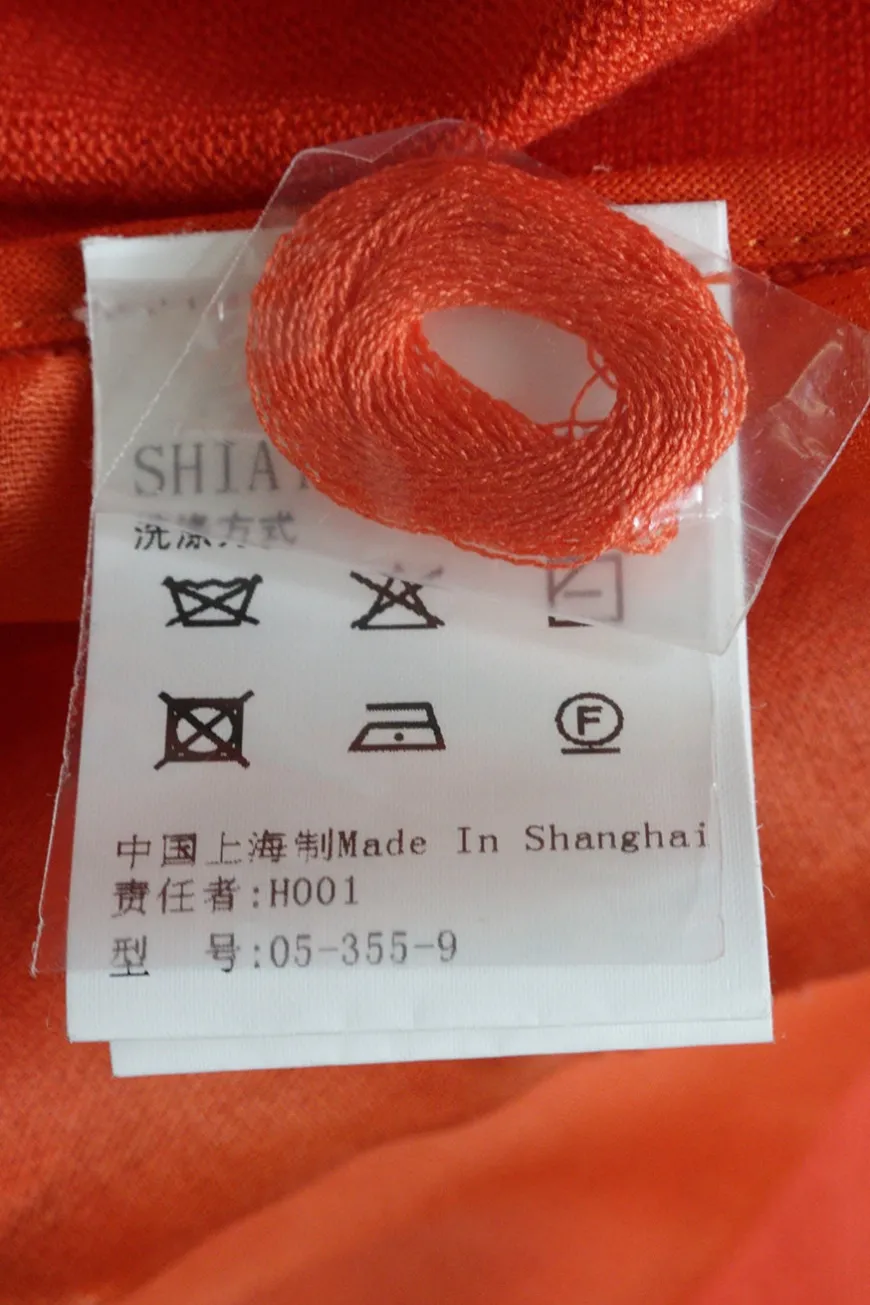 SHIA
洗涤方式
F
中国上海制Made In Shanghai
责任者:H001
型 号:05-355-9